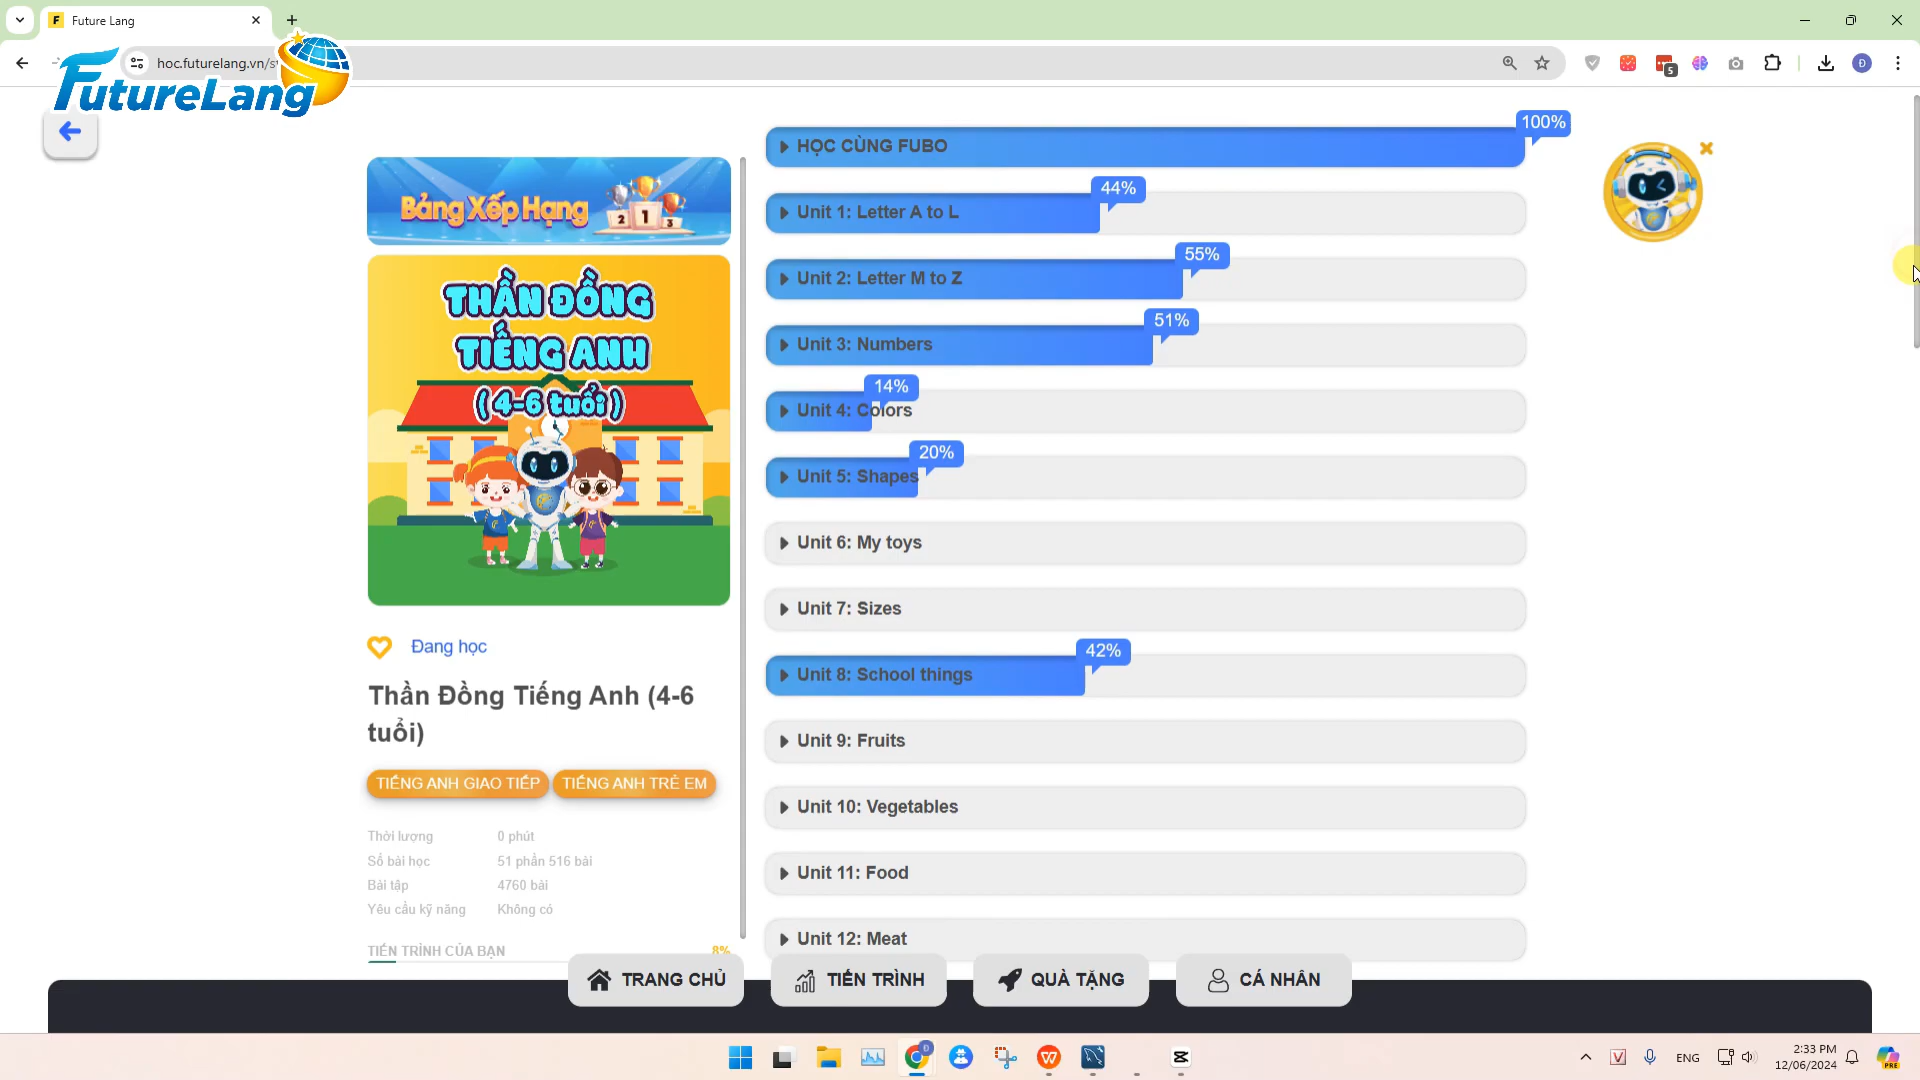 Future Lang
hoc.futurelang.vn/s
FutureLang
5
Đ
HỌC CÙNG FUBO
100%
Unit 1: Letter A to L
44%
Unit 2: Letter M to Z
55%
Unit 3: Numbers
51%
Unit 4: Colors
14%
Unit 5: Shapes
20%
Unit 6: My toys
Unit 7: Sizes
Unit 8: School things
42%
Unit 9: Fruits
Unit 10: Vegetables
Unit 11: Food
Unit 12: Meat
Bảng Xếp Hạng
2 1 3
THẦN ĐỒNG
TIẾNG ANH
(4-6 tuổi)
Đang học
Thần Đồng Tiếng Anh (4-6
tuổi)
TIẾNG ANH GIAO TIẾP TIẾNG ANH TRẺ EM
Thời lượng 0 phút
Số bài học 51 phần 516 bài
Bài tập 4760 bài
Yêu cầu kỹ năng Không có
TIẾN TRÌNH CỦA BẠN 8%
TRANG CHỦ TIẾN TRÌNH QUÀ TẶNG CÁ NHÂN
ENG
2:33 PM
12/06/2024
PRE